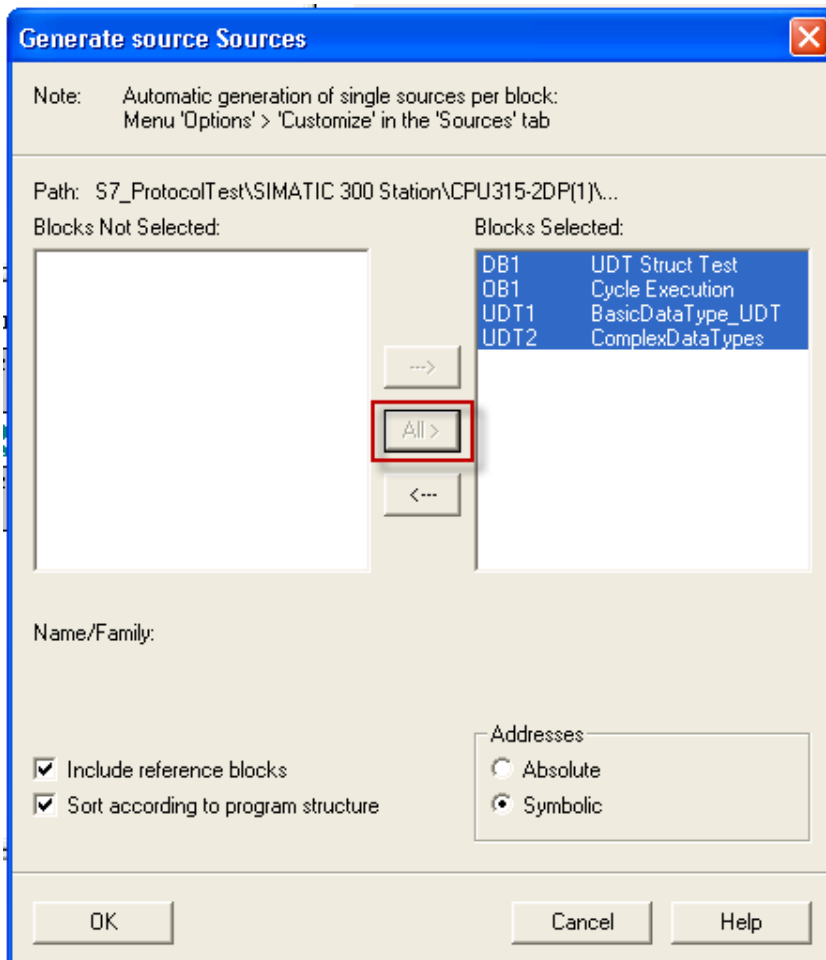 Generate source Sources
Note: Automatic generation of single sources per block:
Menu 'Options' > 'Customize' in the 'Sources' tab
Path: S7_ProtocolTest\SIMATIC 300 Station\CPU315-2DP(1)\...
Blocks Not Selected:
Blocks Selected:
DB1 UDT Struct Test
OB1 Cycle Execution
UDT1 BasicDataType_UDT
UDT2 ComplexDataTypes
--->
All >
<---
Name/Family:
Include reference blocks
Sort according to program structure
Addresses
Absolute
Symbolic
OK
Cancel
Help